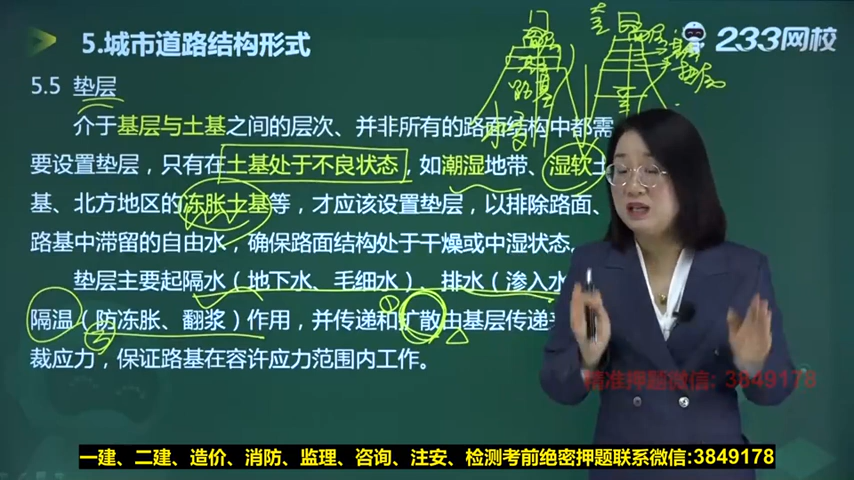 5.城市道路结构形式
233网校
5.5 垫层
介于基层与土基之间的层次、并非所有的路面结构中都需
要设置垫层，只有在土基处于不良状态，如潮湿地带、湿软土
基、北方地区的冻胀土基等，才应该设置垫层，以排除路面、
路基中滞留的自由水，确保路面结构处于干燥或中湿状态。
垫层主要起隔水（地下水、毛细水）、排水（渗入水
隔温（防冻胀、翻浆）作用，并传递和扩散由基层传递
裁应力，保证路基在容许应力范围内工作。
精准押题微信: 3849178
一建、二建、造价、消防、监理、咨询、注安、检测考前绝密押题联系微信:3849178